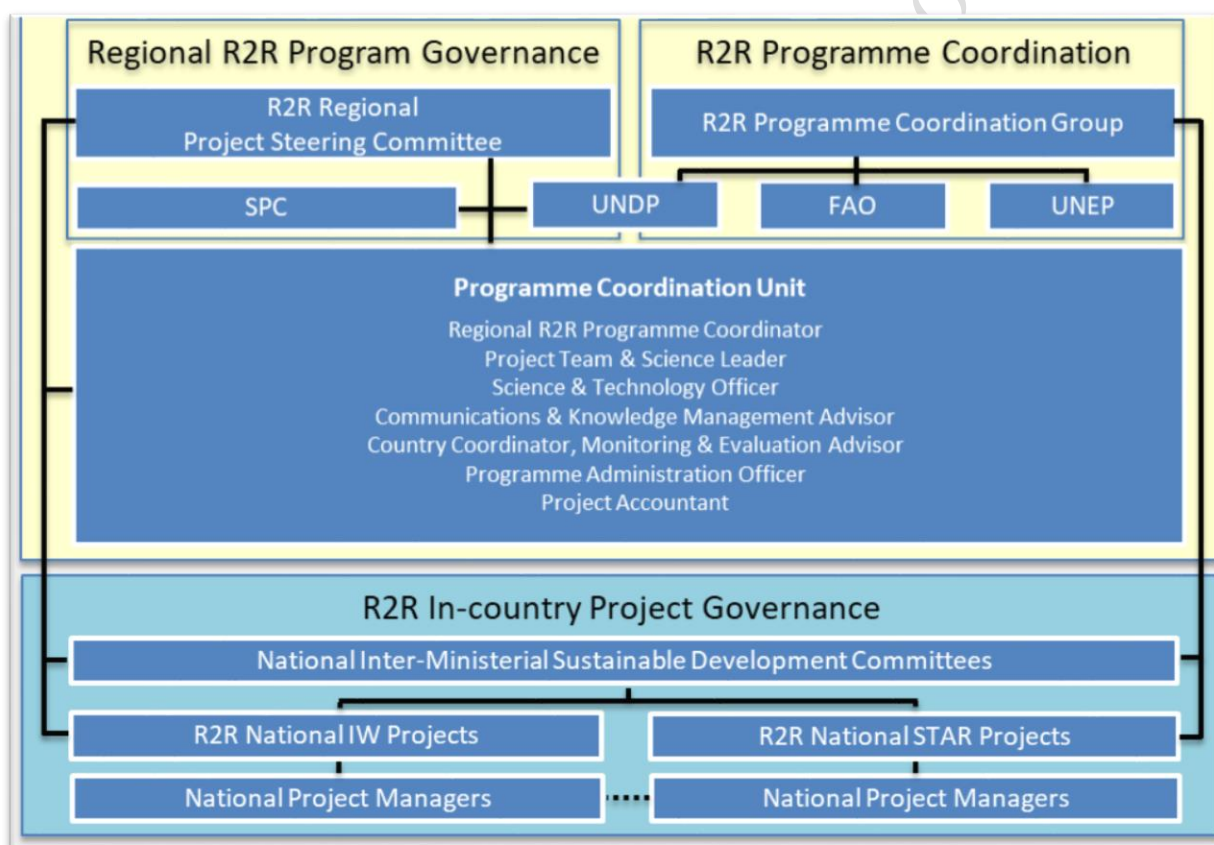 Regional R2R Program Governance
R2R Programme Coordination
R2R Regional
Project Steering Committee
R2R Programme Coordination Group
SPC
UNDP
FAO
UNEP
Programme Coordination Unit
Regional R2R Programme Coordinator
Project Team & Science Leader
Science & Technology Officer
Communications & Knowledge Management Advisor
Country Coordinator, Monitoring & Evaluation Advisor
Programme Administration Officer
Project Accountant
R2R In-country Project Governance
National Inter-Ministerial Sustainable Development Committees
R2R National IW Projects
R2R National STAR Projects
National Project Managers
National Project Managers